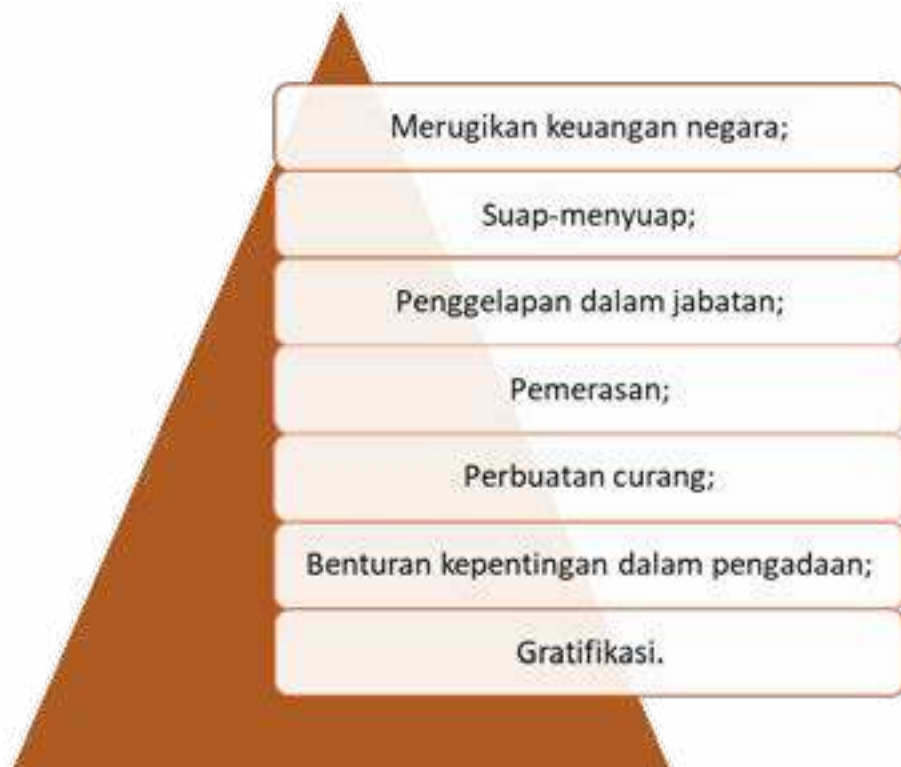 Merugikan keuangan negara;
Suap-menyuap;
Penggelapan dalam jabatan;
Pemerasan;
Perbuatan curang;
Benturan kepentingan dalam pengadaan;
Gratifikasi.